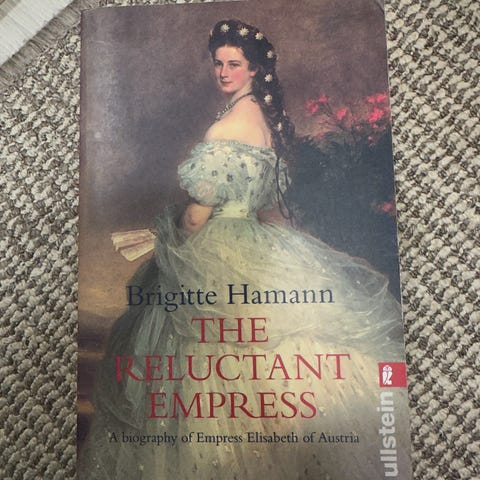 Brigitte Hamann
THE
RELUCTANT
EMPRESS
A biography of Empress Elisabeth of Austria
ullstein